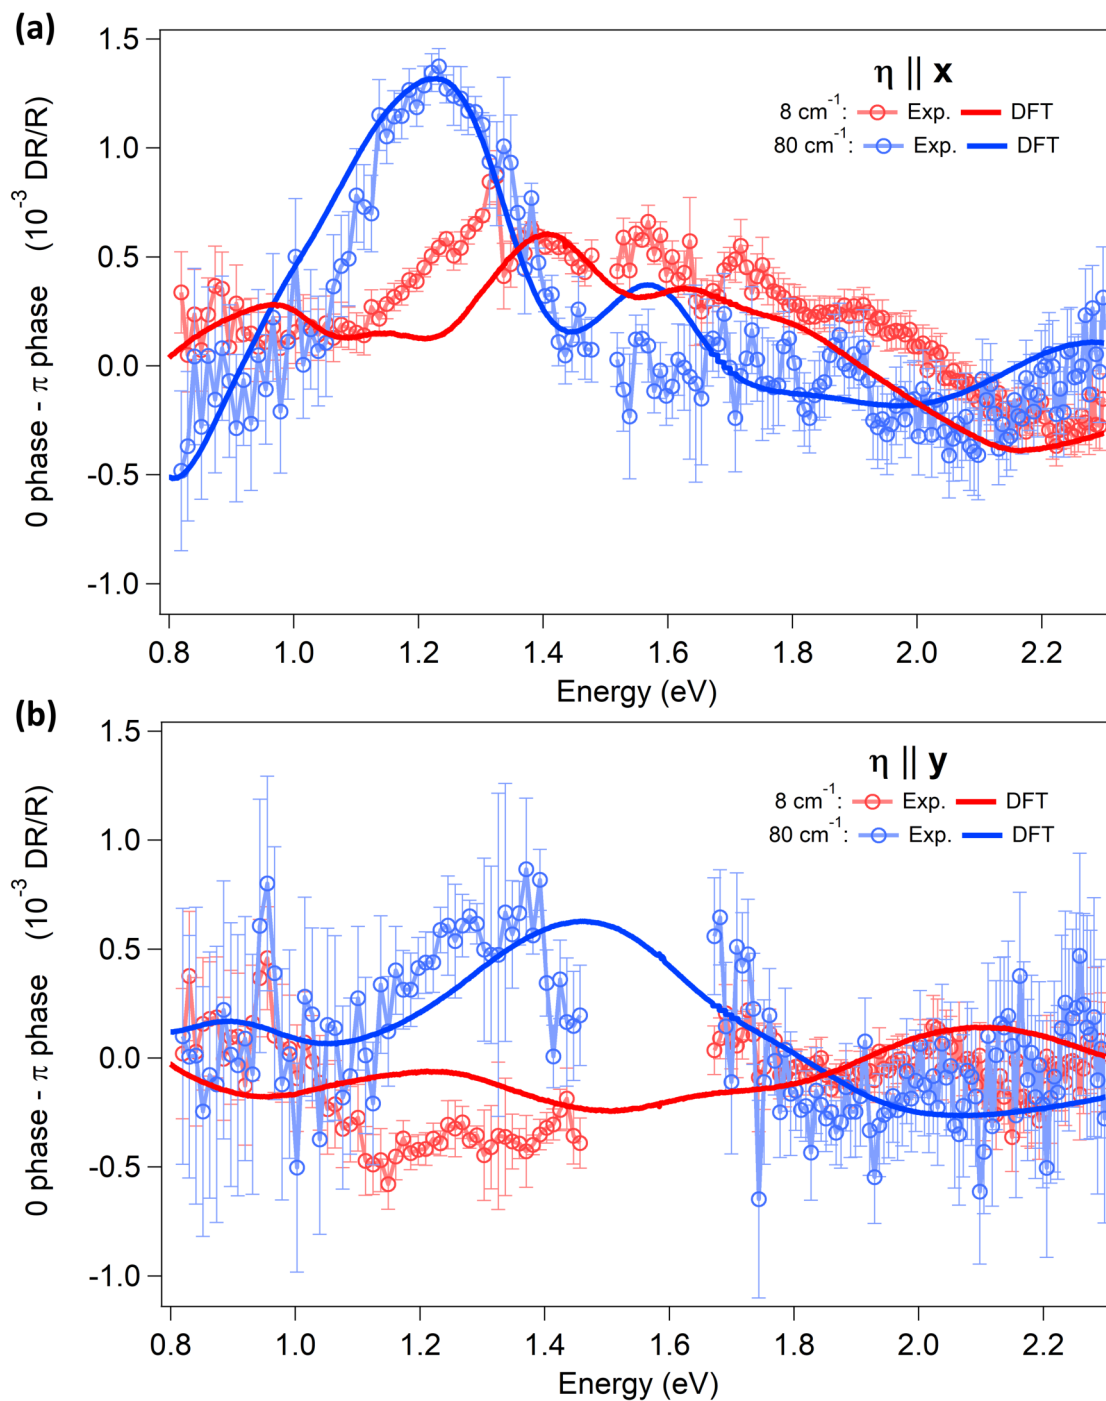 (a)
0 phase - π phase (10⁻³ DR/R)
1.5
1.0
0.5
0.0
-0.5
-1.0
η || x
8 cm⁻¹: Exp. DFT
80 cm⁻¹: Exp. DFT
0.8 1.0 1.2 1.4 1.6 1.8 2.0 2.2
Energy (eV)
(b)
0 phase - π phase (10⁻³ DR/R)
1.5
1.0
0.5
0.0
-0.5
-1.0
η || y
8 cm⁻¹: Exp. DFT
80 cm⁻¹: Exp. DFT
0.8 1.0 1.2 1.4 1.6 1.8 2.0 2.2
Energy (eV)